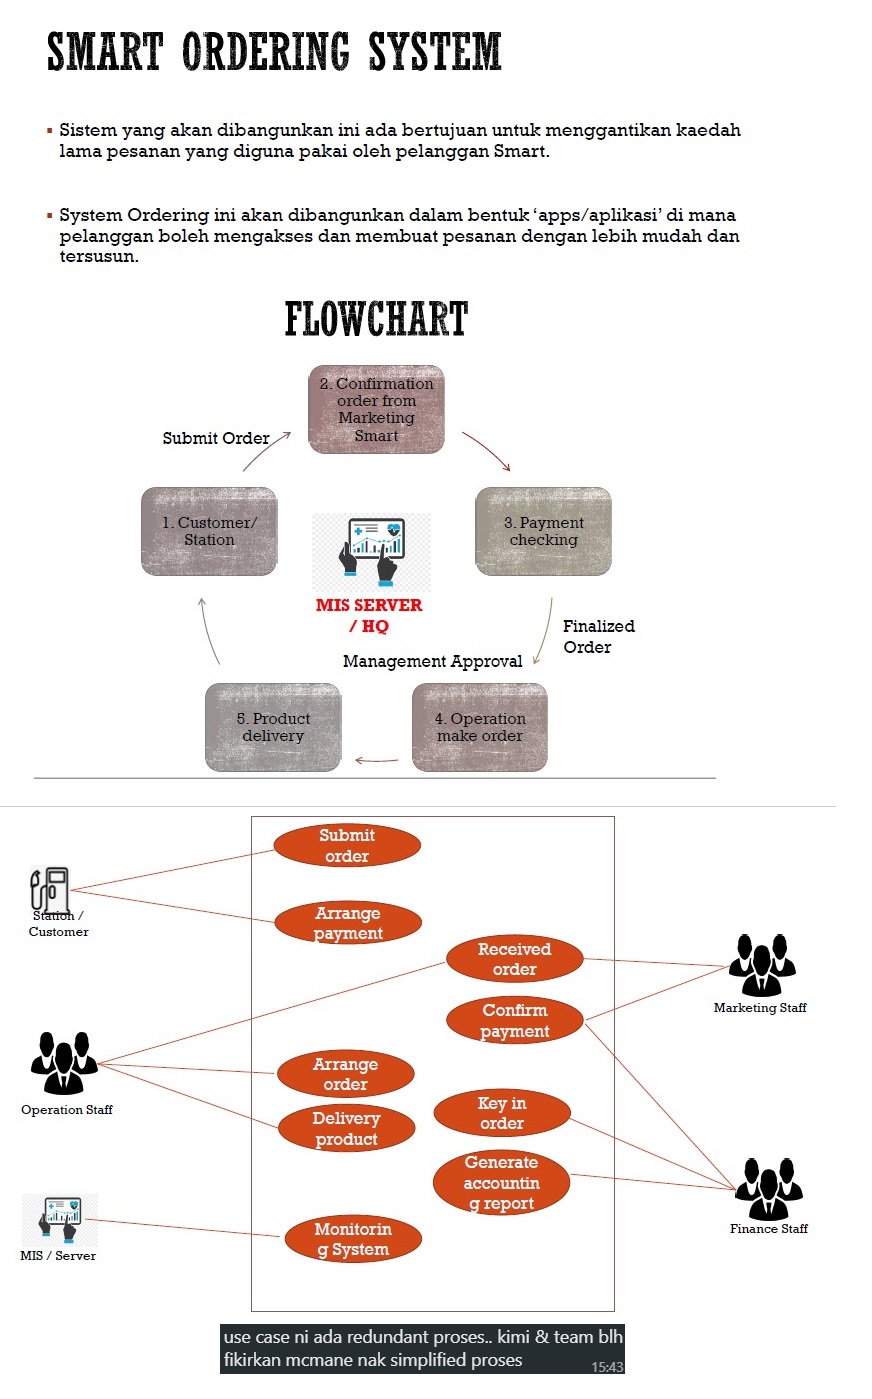 SMART ORDERING SYSTEM
▪ Sistem yang akan dibangunkan ini ada bertujuan untuk menggantikan kaedah
lama pesanan yang diguna pakai oleh pelanggan Smart.
▪ System Ordering ini akan dibangunkan dalam bentuk ‘apps/aplikasi’ di mana
pelanggan boleh mengakses dan membuat pesanan dengan lebih mudah dan
tersusun.
FLOWCHART
2. Confirmation
order from
Marketing
Smart
Submit Order
1. Customer/
Station
3. Payment
checking
MIS SERVER
/ HQ
Finalized
Order
Management Approval
5. Product
delivery
4. Operation
make order
Submit
order
Station /
Customer
Arrange
payment
Received
order
Marketing Staff
Confirm
payment
Operation Staff
Arrange
order
Delivery
product
Key in
order
Generate
accountin
g report
Finance Staff
MIS / Server
Monitorin
g System
use case ni ada redundant proses.. kimi & team blh
fikirkan mcmane nak simplified proses
15:43